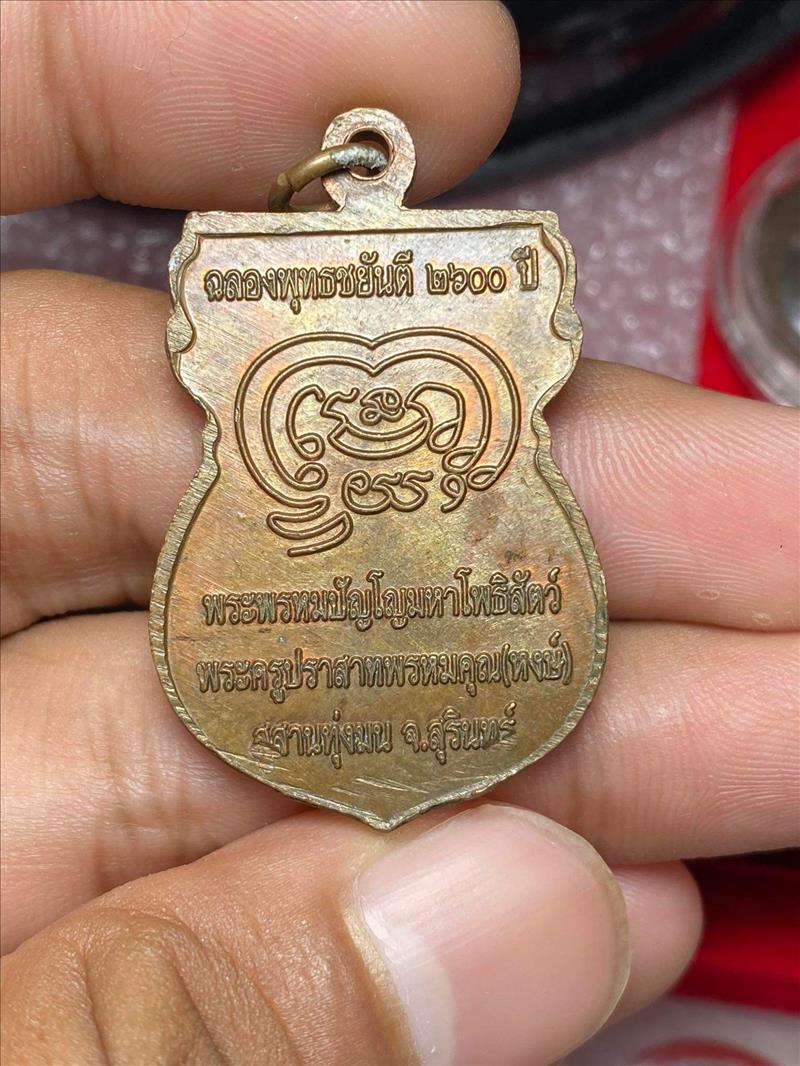 ฉลองพุทธชยันตี ๒๖๐๐ ปี
พระพรหมปัญโญมหาโพธิสัตว์
พระครูปราสาทพรหมคุณ(หงษ์)
สุสานทุ่งมน จ.สุรินทร์